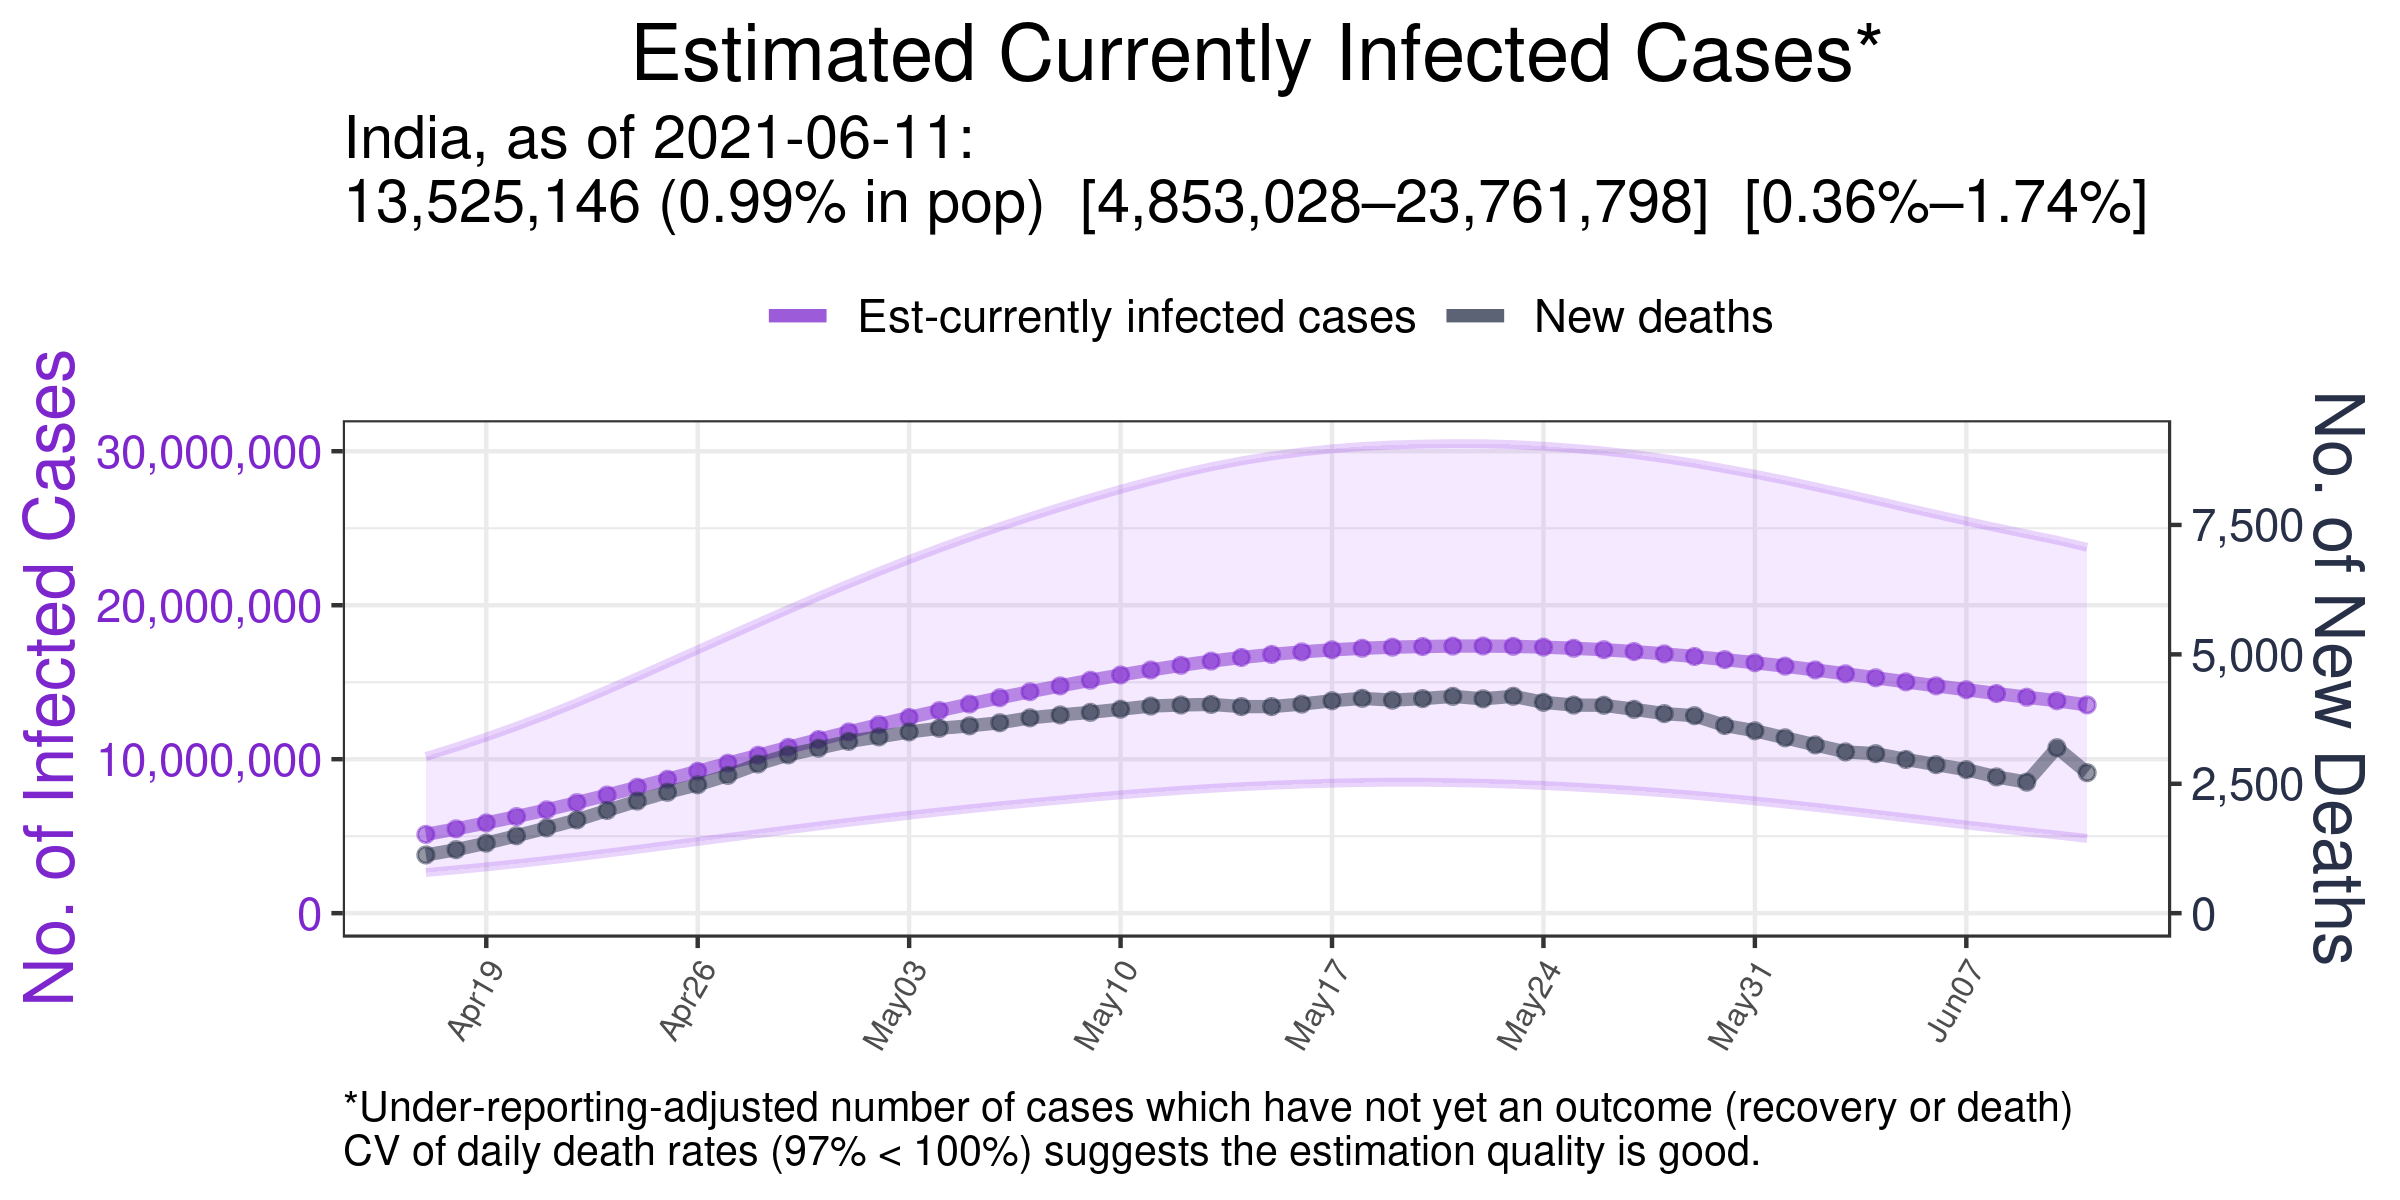 Estimated Currently Infected Cases*
India, as of 2021-06-11:
13,525,146 (0.99% in pop)  [4,853,028–23,761,798]  [0.36%–1.74%]
Est-currently infected cases
New deaths
No. of Infected Cases
30,000,000
20,000,000
10,000,000
0
7,500
5,000
2,500
0
No. of New Deaths
Apr19
Apr26
May03
May10
May17
May24
May31
Jun07
*Under-reporting-adjusted number of cases which have not yet an outcome (recovery or death)
CV of daily death rates (97% < 100%) suggests the estimation quality is good.